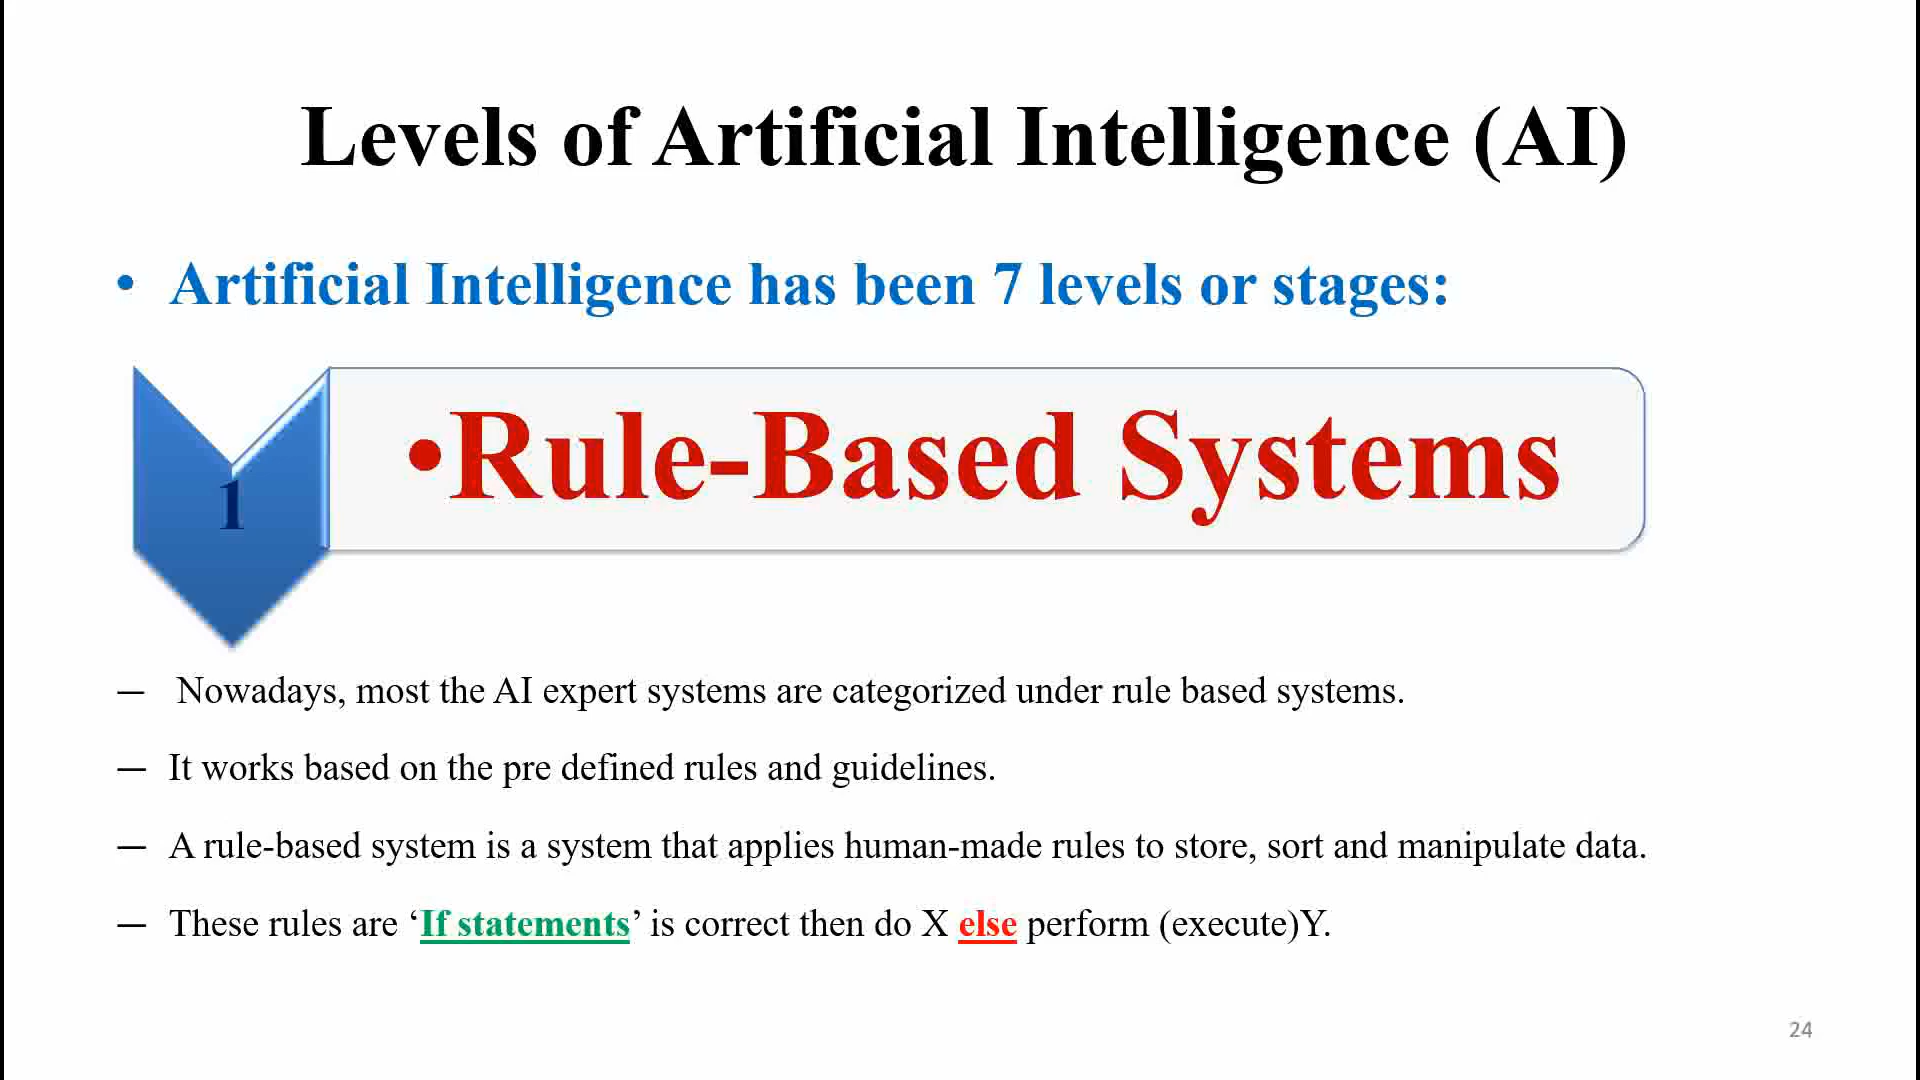 Levels of Artificial Intelligence (AI)
• Artificial Intelligence has been 7 levels or stages:
1
•Rule-Based Systems
— Nowadays, most the AI expert systems are categorized under rule based systems.
— It works based on the pre defined rules and guidelines.
— A rule-based system is a system that applies human-made rules to store, sort and manipulate data.
— These rules are ‘If statements’ is correct then do X else perform (execute)Y.
24